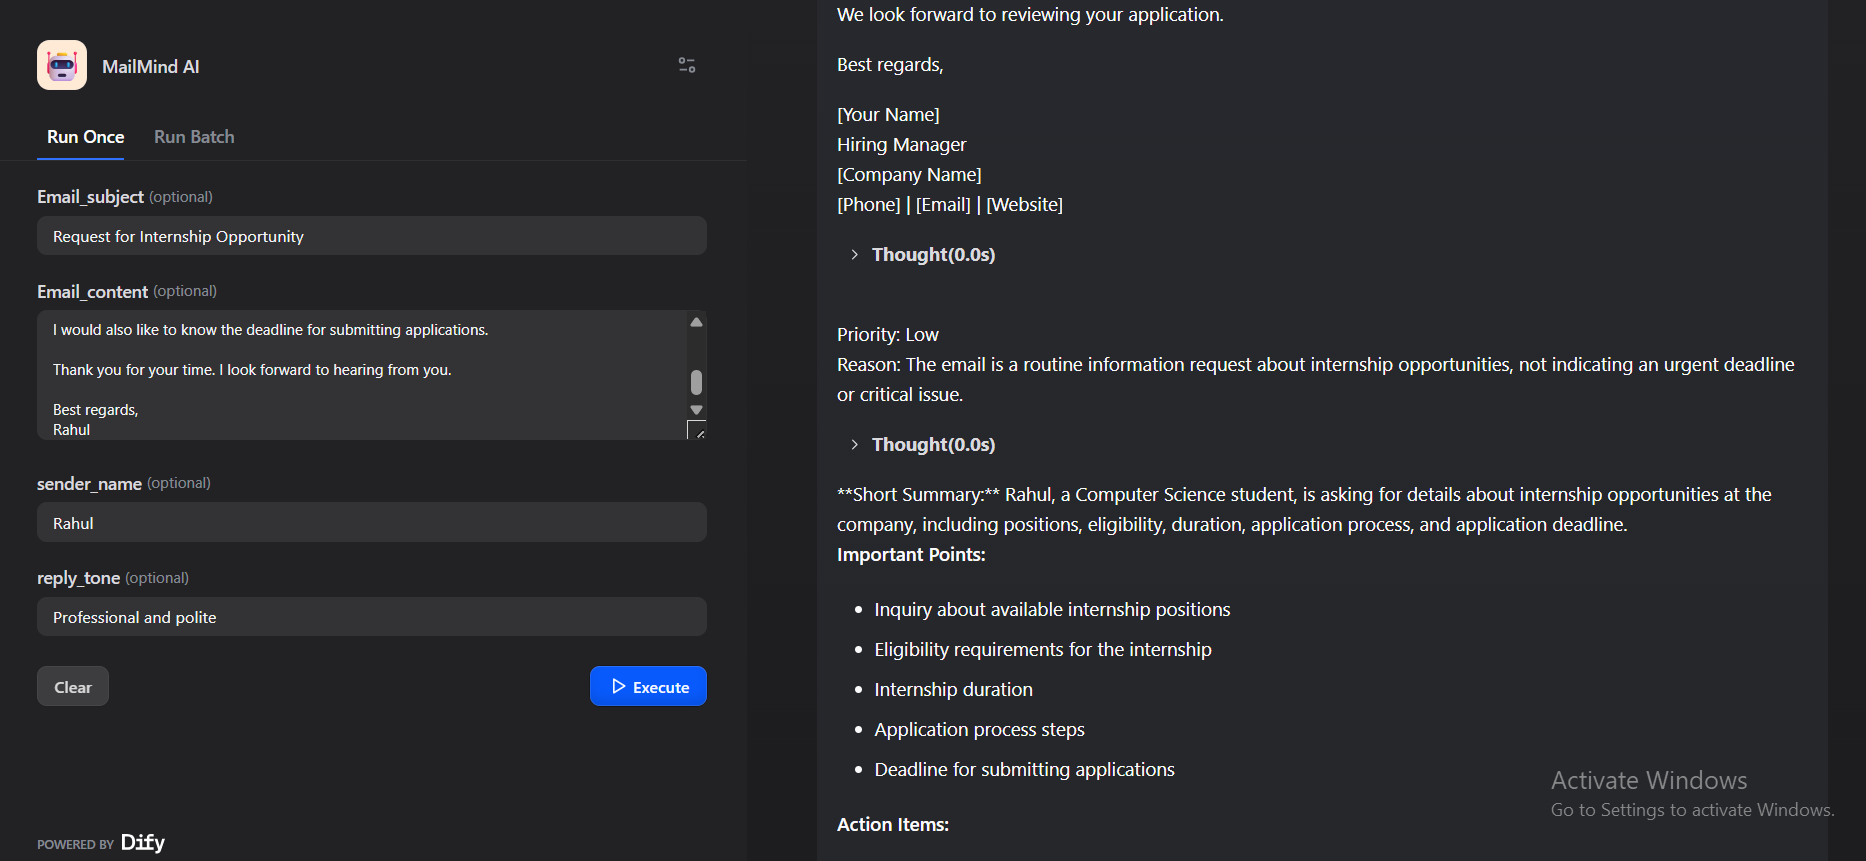 MailMind AI
Run Once
Run Batch
Email_subject (optional)
Request for Internship Opportunity
Email_content (optional)
I would also like to know the deadline for submitting applications.
Thank you for your time. I look forward to hearing from you.
Best regards,
Rahul
sender_name (optional)
Rahul
reply_tone (optional)
Professional and polite
Clear
Execute
POWERED BY Dify
We look forward to reviewing your application.
Best regards,
[Your Name]
Hiring Manager
[Company Name]
[Phone] | [Email] | [Website]
Thought(0.0s)
Priority: Low
Reason: The email is a routine information request about internship opportunities, not indicating an urgent deadline
or critical issue.
Thought(0.0s)
**Short Summary:** Rahul, a Computer Science student, is asking for details about internship opportunities at the
company, including positions, eligibility, duration, application process, and application deadline.
Important Points:
• Inquiry about available internship positions
• Eligibility requirements for the internship
• Internship duration
• Application process steps
• Deadline for submitting applications
Action Items:
Activate Windows
Go to Settings to activate Windows.